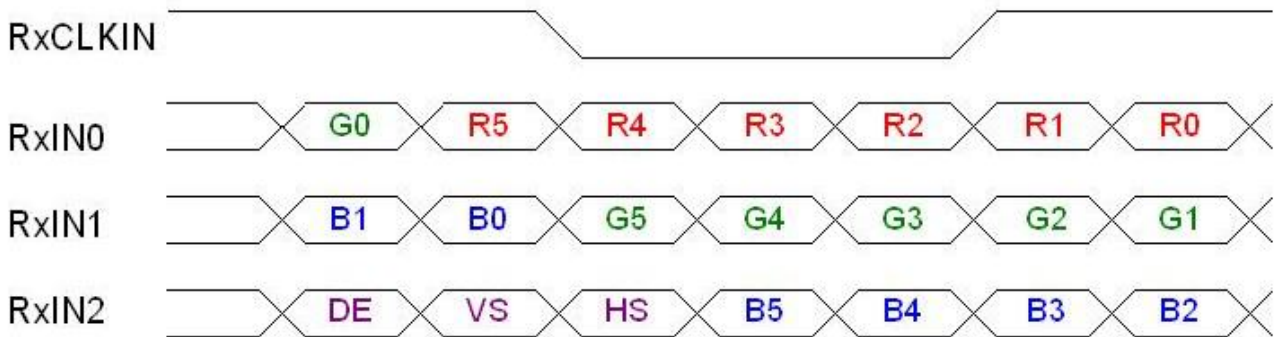 RxCLKIN
RxIN0 G0 R5 R4 R3 R2 R1 R0
RxIN1 B1 B0 G5 G4 G3 G2 G1
RxIN2 DE VS HS B5 B4 B3 B2